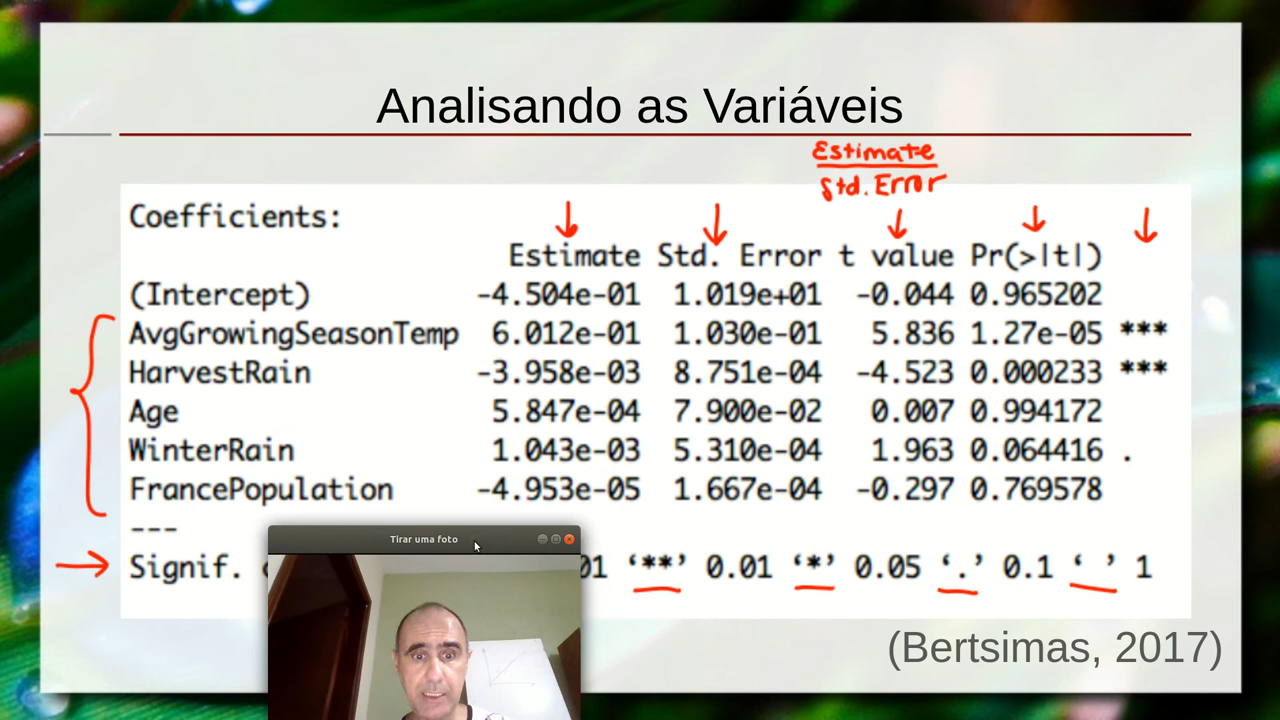 Analisando as Variáveis
Estimate
Std. Error
Coefficients:
Estimate Std. Error t value Pr(>|t|)
(Intercept) -4.504e-01 1.019e+01 -0.044 0.965202
AvgGrowingSeasonTemp 6.012e-01 1.030e-01 5.836 1.27e-05 ***
HarvestRain -3.958e-03 8.751e-04 -4.523 0.000233 ***
Age 5.847e-04 7.900e-02 0.007 0.994172
WinterRain 1.043e-03 5.310e-04 1.963 0.064416 .
FrancePopulation -4.953e-05 1.667e-04 -0.297 0.769578
---
Signif. 01 ‘**’ 0.01 ‘*’ 0.05 ‘.’ 0.1 ‘ ’ 1
Tirar uma foto
(Bertsimas, 2017)